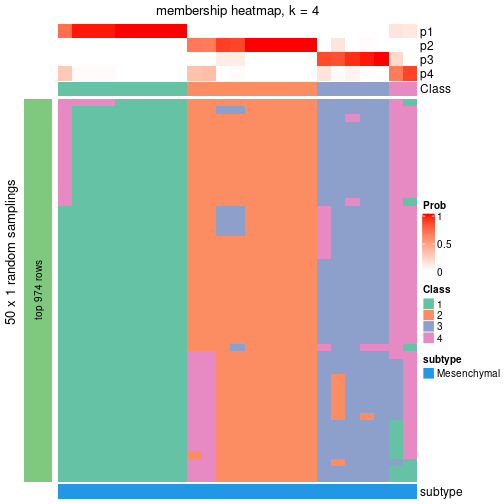 membership heatmap, k = 4
p1
p2
p3
p4
Class
50 x 1 random samplings
top 974 rows
Prob
1
0.5
0
Class
1
2
3
4
subtype
Mesenchymal
subtype